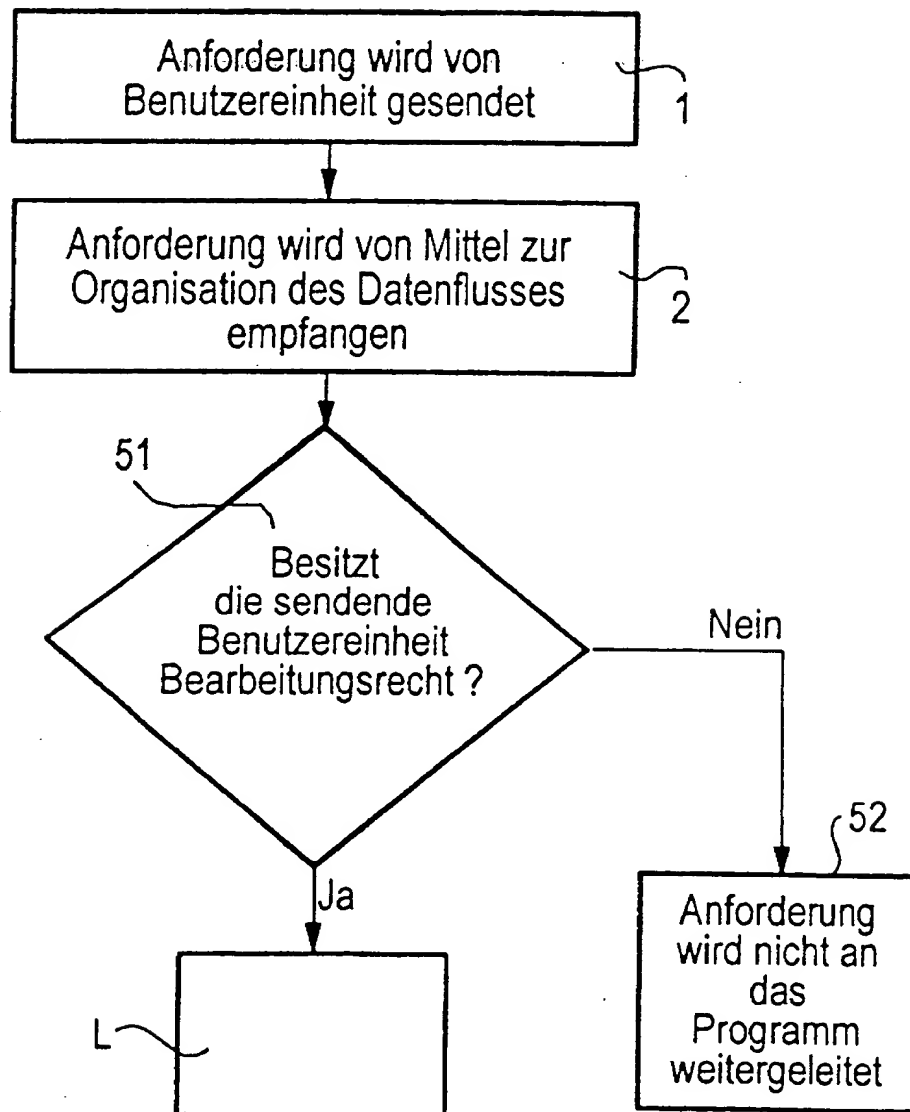 Anforderung wird von
Benutzereinheit gesendet
1
Anforderung wird von Mittel zur
Organisation des Datenflusses
empfangen
2
51
Besitzt
die sendende
Benutzereinheit
Bearbeitungsrecht ?
Nein
52
Ja
Anforderung
wird nicht an
das
Programm
weitergeleitet
L